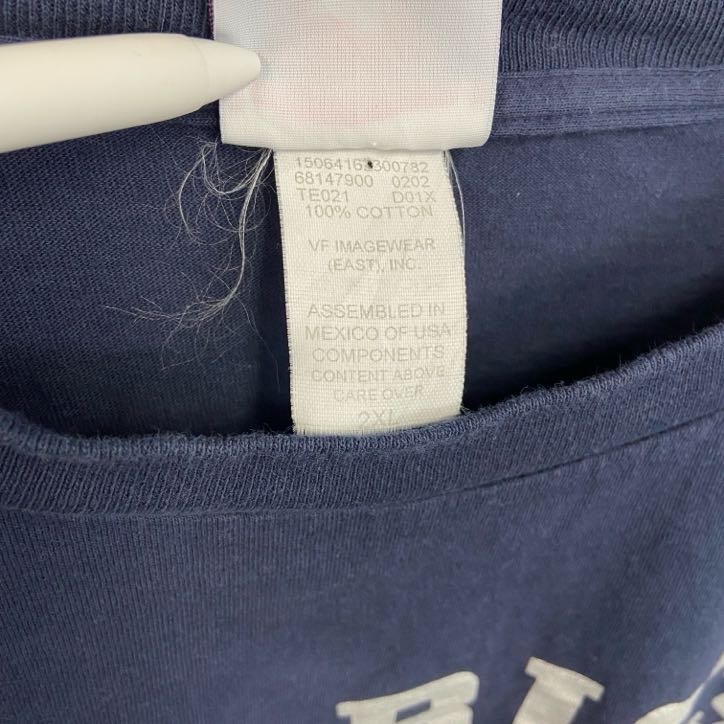 15064162300782
68147900 0202
TE021 D01X
100% COTTON
VF IMAGEWEAR
(EAST), INC.
ASSEMBLED IN
MEXICO OF USA
COMPONENTS
CONTENT ABOVE
CARE OVER
2XL